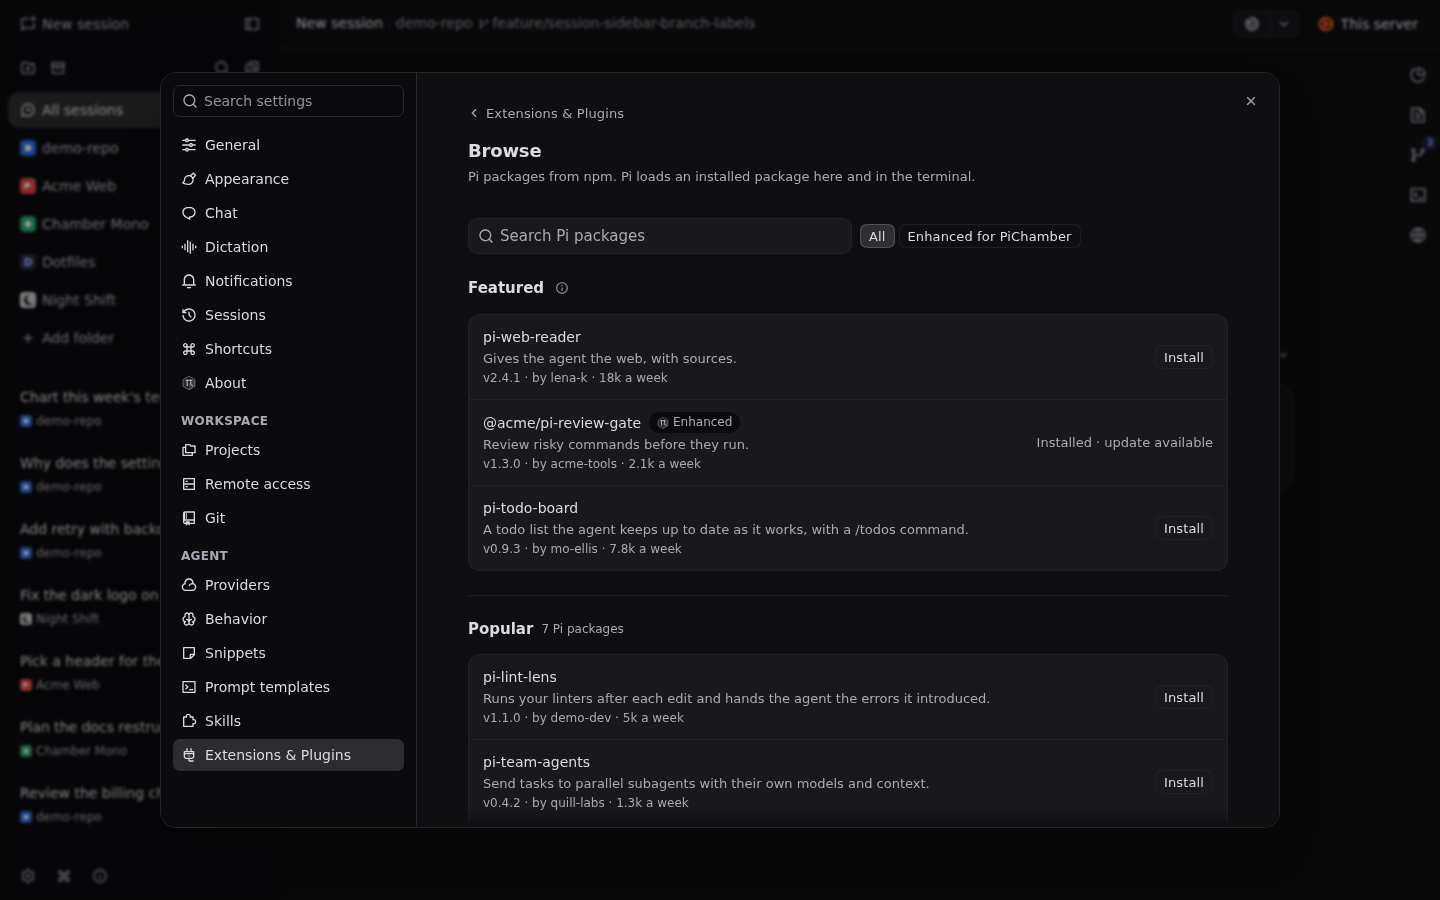 New session
New session demo-repo feature/session-sidebar-branch-labels
This server
All sessions
demo-repo
Acme Web
Chamber Mono
Dotfiles
Night Shift
Add folder
Chart this week's te
demo-repo
Why does the settin
demo-repo
Add retry with back
demo-repo
Fix the dark logo on
Night Shift
Pick a header for the
Acme Web
Plan the docs restru
Chamber Mono
Review the billing ch
demo-repo
Search settings
General
Appearance
Chat
Dictation
Notifications
Sessions
Shortcuts
About
WORKSPACE
Projects
Remote access
Git
AGENT
Providers
Behavior
Snippets
Prompt templates
Skills
Extensions & Plugins
Extensions & Plugins
Browse
Pi packages from npm. Pi loads an installed package here and in the terminal.
Search Pi packages
All Enhanced for PiChamber
Featured
pi-web-reader
Gives the agent the web, with sources.
v2.4.1 · by lena-k · 18k a week
Install
@acme/pi-review-gate Enhanced
Review risky commands before they run.
v1.3.0 · by acme-tools · 2.1k a week
Installed · update available
pi-todo-board
A todo list the agent keeps up to date as it works, with a /todos command.
v0.9.3 · by mo-ellis · 7.8k a week
Install
Popular 7 Pi packages
pi-lint-lens
Runs your linters after each edit and hands the agent the errors it introduced.
v1.1.0 · by demo-dev · 5k a week
Install
pi-team-agents
Send tasks to parallel subagents with their own models and context.
v0.4.2 · by quill-labs · 1.3k a week
Install